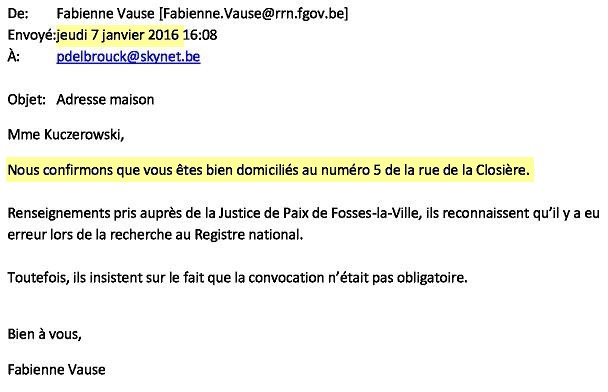 De: Fabienne Vause [Fabienne.Vause@rrn.fgov.be]
Envoyé:jeudi 7 janvier 2016 16:08
À: pdelbrouck@skynet.be
Objet: Adresse maison
Mme Kuczerowski,
Nous confirmons que vous êtes bien domiciliés au numéro 5 de la rue de la Closière.
Renseignements pris auprès de la Justice de Paix de Fosses-la-Ville, ils reconnaissent qu'il y a eu
erreur lors de la recherche au Registre national.
Toutefois, ils insistent sur le fait que la convocation n'était pas obligatoire.
Bien à vous,
Fabienne Vause